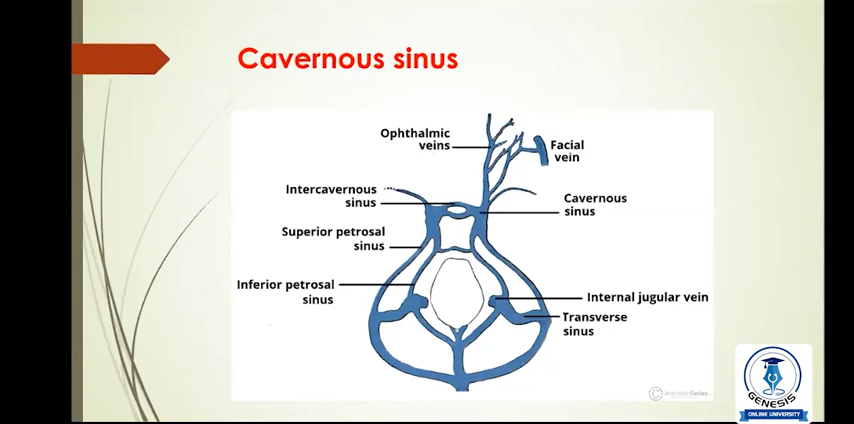 Cavernous sinus
Ophthalmic
veins
Facial
vein
Intercavernous
sinus
Cavernous
sinus
Superior petrosal
sinus
Inferior petrosal
sinus
Internal jugular vein
Transverse
sinus
GENESIS
ONLINE UNIVERSITY